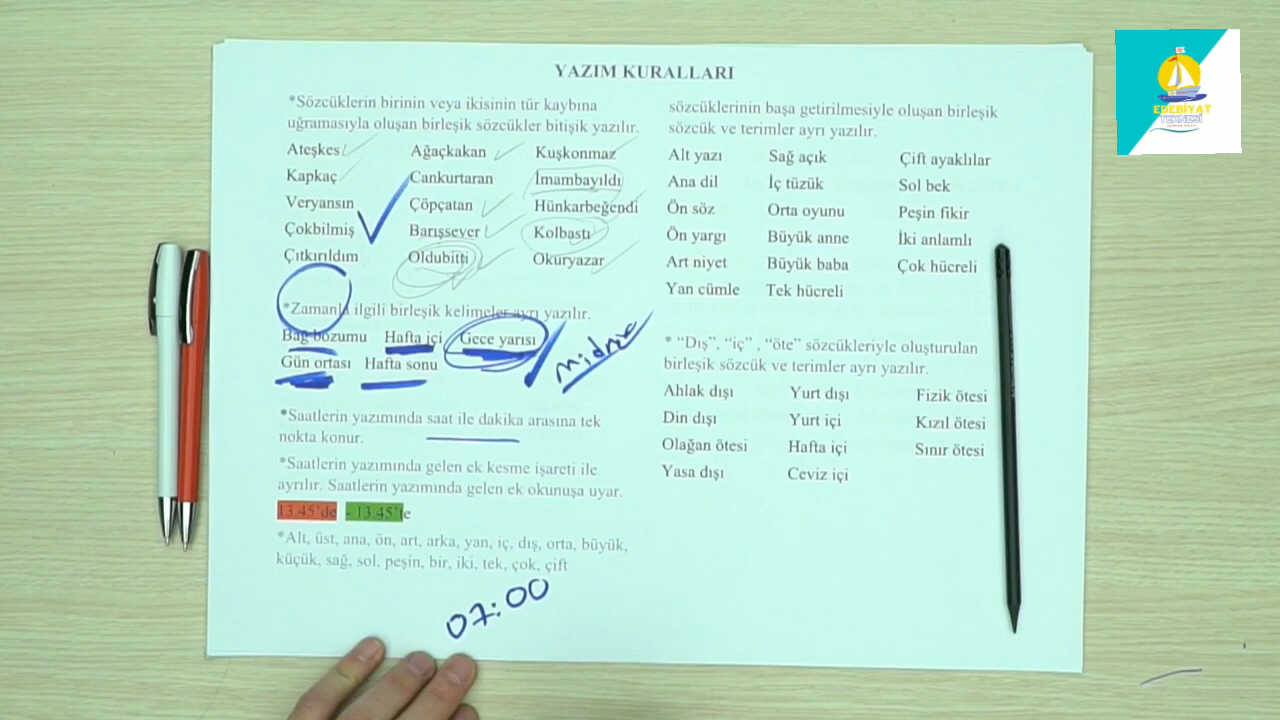 YAZIM KURALLARI
*Sözcüklerin birinin veya ikisinin tür kaybına
uğramasıyla oluşan birleşik sözcükler bitişik yazılır.
Ateşkes Ağaçkakan Kuşkonmaz
Kapkaç Cankurtaran İmambayıldı
Veryansın Çöpçatan Hünkarbeğendi
Çokbilmiş Barışsever Kolbastı
Çıtkırıldım Oldubitti Okuryazar
*Zamanla ilgili birleşik kelimeler ayrı yazılır.
Bağ bozumu Hafta içi Gece yarısı
Gün ortası Hafta sonu
*Saatlerin yazımında saat ile dakika arasına tek
nokta konur.
*Saatlerin yazımında gelen ek kesme işareti ile
ayrılır. Saatlerin yazımında gelen ek okunuşa uyar.
13.45'de - 13.45'te
*Alt, üst, ana, ön, art, arka, yan, iç, dış, orta, büyük,
küçük, sağ, sol, peşin, bir, iki, tek, çok, çift
07:00
sözcüklerinin başa getirilmesiyle oluşan birleşik
sözcük ve terimler ayrı yazılır.
Alt yazı Sağ açık Çift ayaklılar
Ana dil İç tüzük Sol bek
Ön söz Orta oyunu Peşin fikir
Ön yargı Büyük anne İki anlamlı
Art niyet Büyük baba Çok hücreli
Yan cümle Tek hücreli
* “Dış”, “iç” , “öte” sözcükleriyle oluşturulan
birleşik sözcük ve terimler ayrı yazılır.
Ahlak dışı Yurt dışı Fizik ötesi
Din dışı Yurt içi Kızıl ötesi
Olağan ötesi Hafta içi Sınır ötesi
Yasa dışı Ceviz içi
EDEBİYAT
TEKNESİ